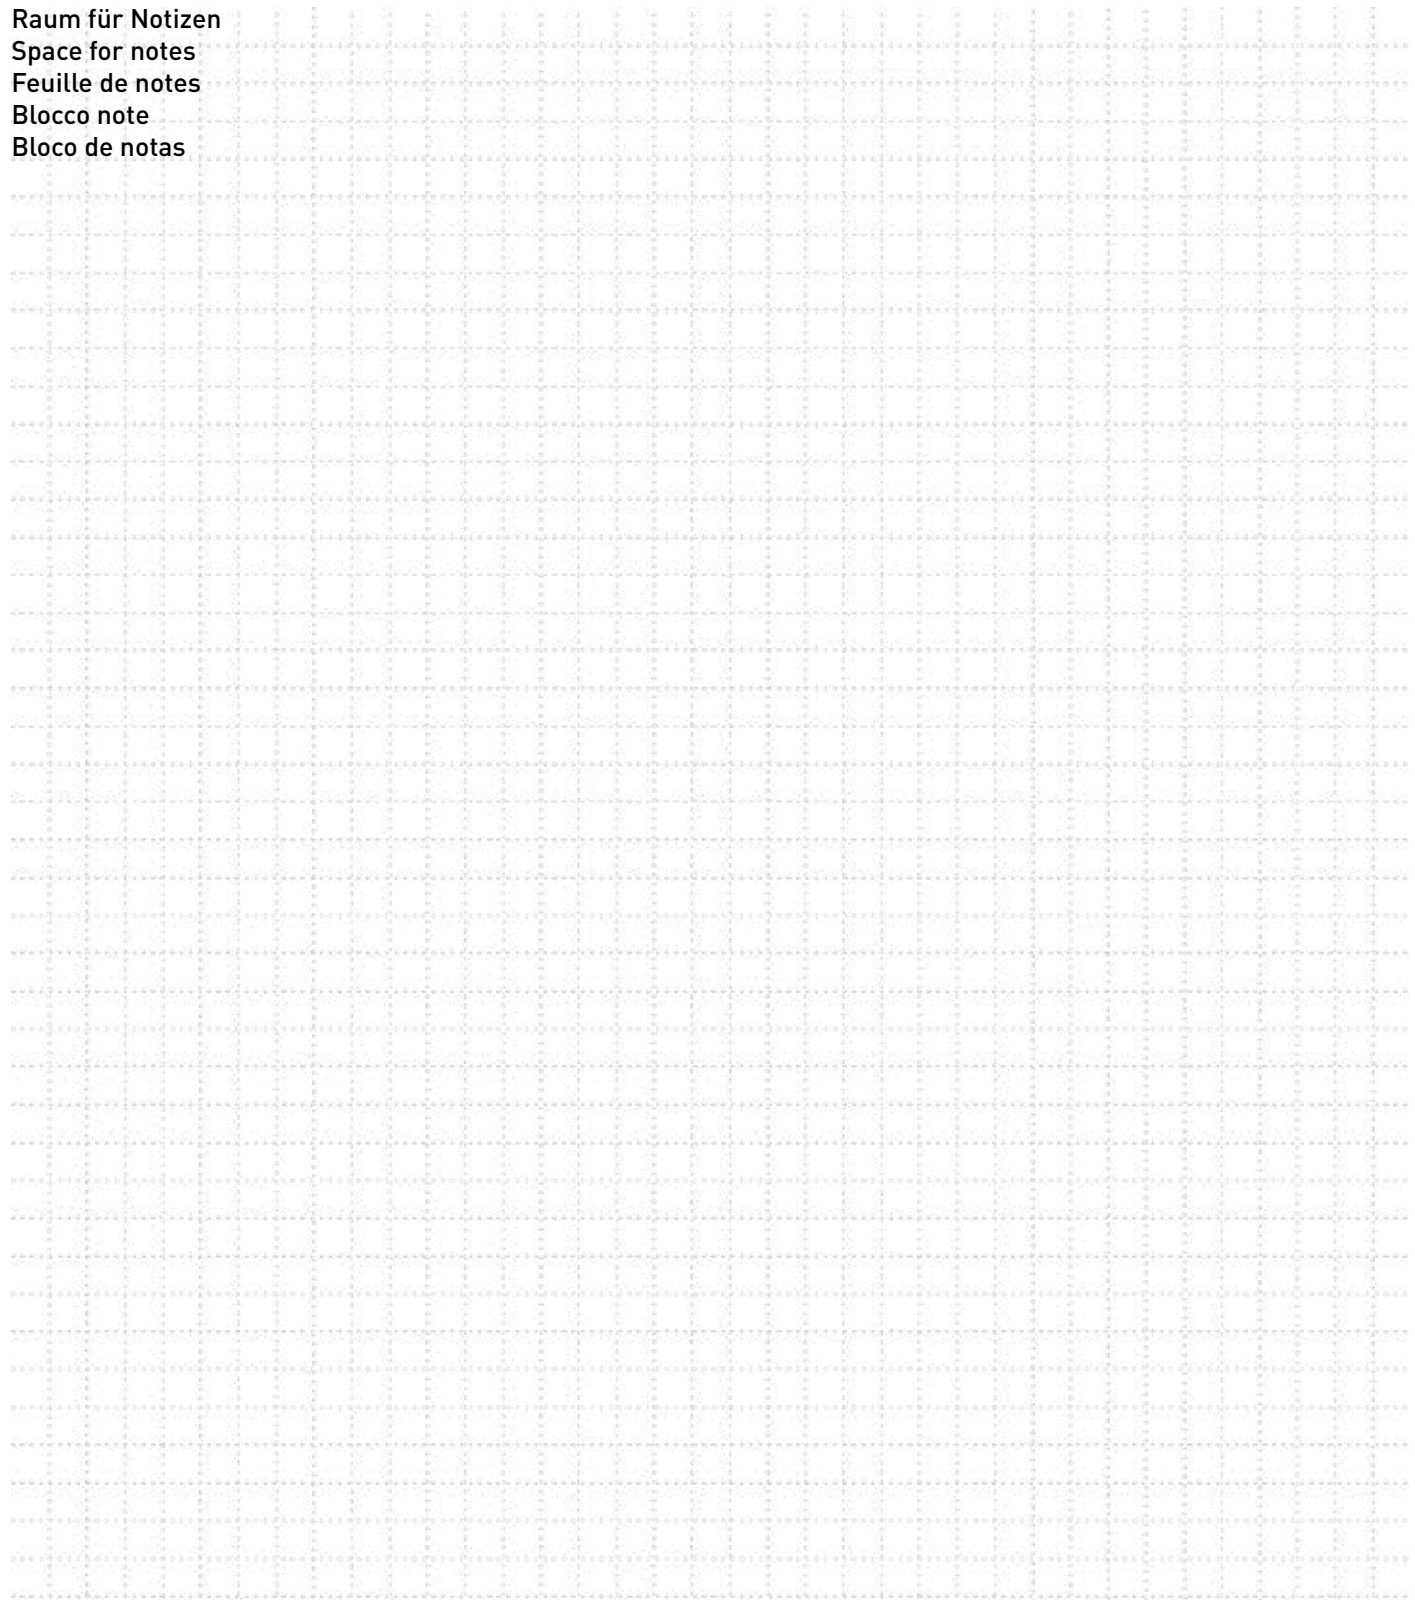 Raum für Notizen
Space for notes
Feuille de notes
Blocco note
Bloco de notas